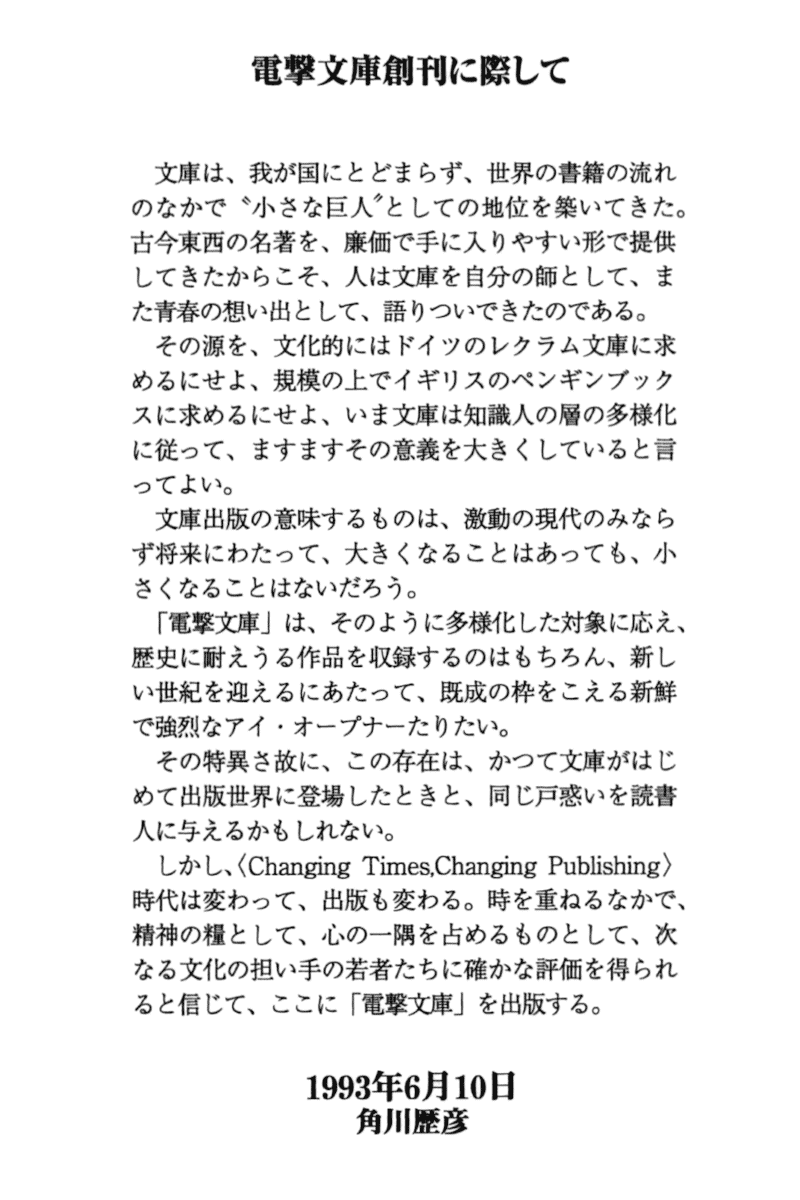 電撃文庫創刊に際して
文庫は、我が国にとどまらず、世界の書籍の流れ
のなかで〝小さな巨人〟としての地位を築いてきた。
古今東西の名著を、廉価で手に入りやすい形で提供
してきたからこそ、人は文庫を自分の師として、ま
た青春の想い出として、語りついできたのである。
その源を、文化的にはドイツのレクラム文庫に求
めるにせよ、規模の上でイギリスのペンギンブック
スに求めるにせよ、いま文庫は知識人の層の多様化
に従って、ますますその意義を大きくしていると言
ってよい。
文庫出版の意味するものは、激動の現代のみなら
ず将来にわたって、大きくなることはあっても、小
さくなることはないだろう。
「電撃文庫」は、そのように多様化した対象に応え、
歴史に耐えうる作品を収録するのはもちろん、新し
い世紀を迎えるにあたって、既成の枠をこえる新鮮
で強烈なアイ・オープナーたりたい。
その特異さ故に、この存在は、かつて文庫がはじ
めて出版世界に登場したときと、同じ戸惑いを読書
人に与えるかもしれない。
しかし、〈Changing Times,Changing Publishing〉
時代は変わって、出版も変わる。時を重ねるなかで、
精神の糧として、心の一隅を占めるものとして、次
なる文化の担い手の若者たちに確かな評価を得られ
ると信じて、ここに「電撃文庫」を出版する。
1993年6月10日
角川歴彦